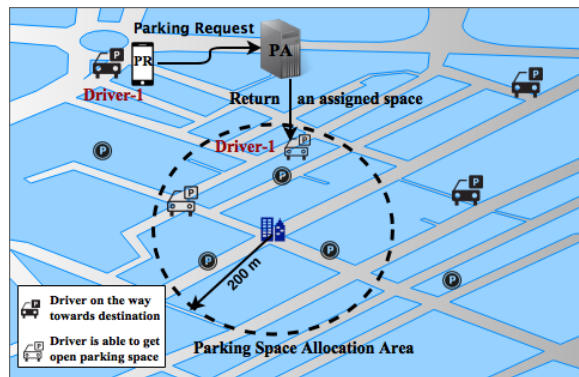 Parking Request
P
PR
PA
Driver-1
Return an assigned space
P
Driver-1
P
P
P
P
P
P
P
P
200 m
P
Driver on the way
towards destination
P
Driver is able to get
open parking space
Parking Space Allocation Area